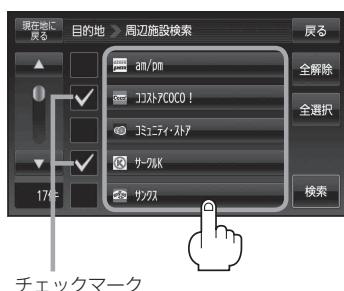 現在地に
戻る
目的地
周辺施設検索
戻る
am/pm
全解除
ココストアCOCO！
全選択
コミュニティ・ストア
サークルK
サンクス
17件
検索
チェックマーク